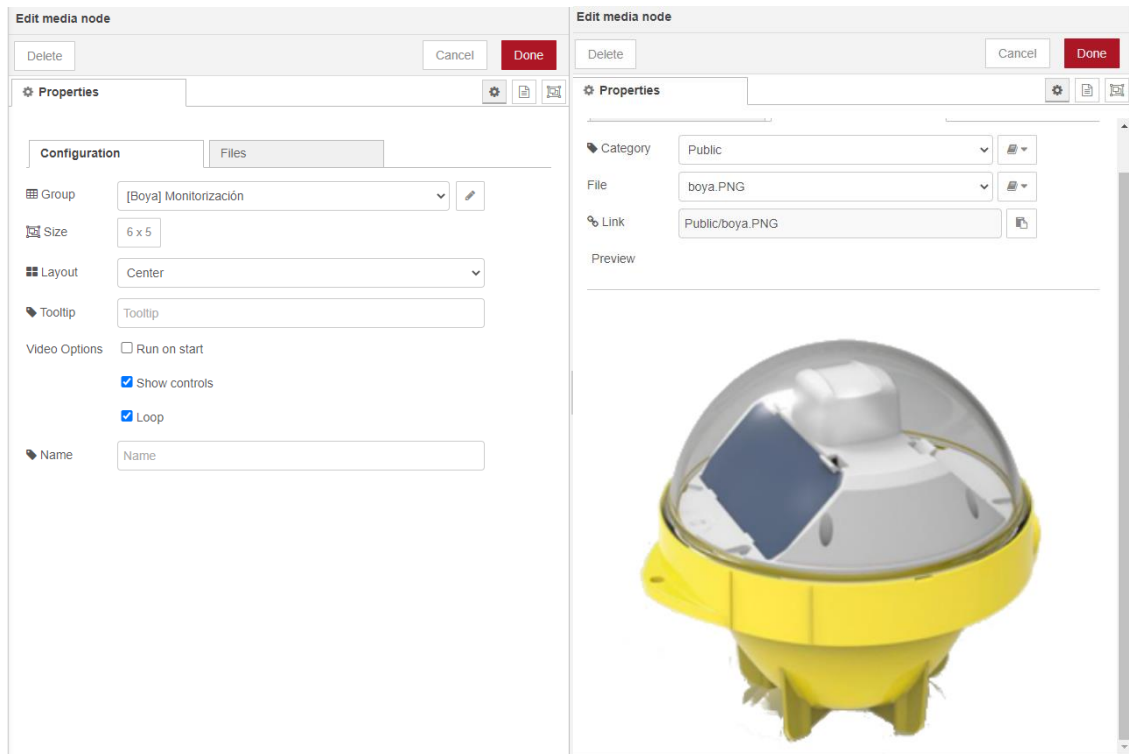 Edit media node
Delete
Cancel
Done
Properties
Configuration
Files
Group
[Boya] Monitorización
Size
6 x 5
Layout
Center
Tooltip
Tooltip
Video Options
Run on start
Show controls
Loop
Name
Name
Edit media node
Delete
Cancel
Done
Properties
Category
Public
File
boya.PNG
Link
Public/boya.PNG
Preview